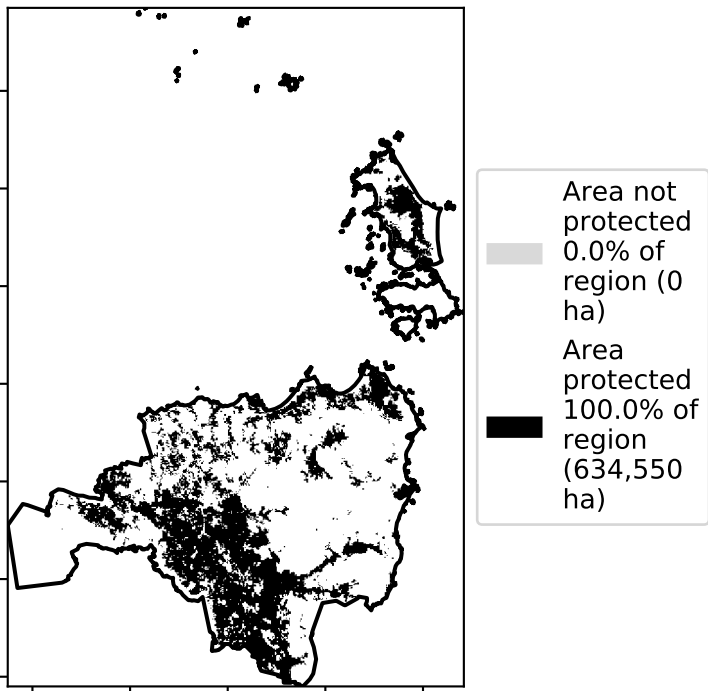 Area not
protected
0.0% of
region (0
ha)
Area
protected
100.0% of
region
(634,550
ha)